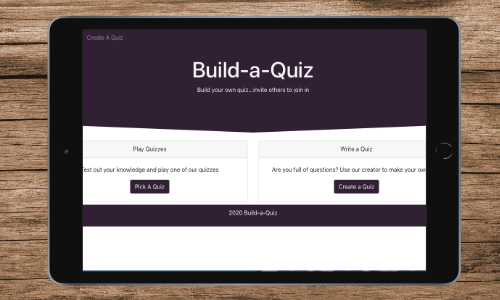 Create A Quiz
Build-a-Quiz
Build your own quiz...invite others to join in
Play Quizzes
est out your knowledge and play one of our quizzes
Pick A Quiz
Write a Quiz
Are you full of questions? Use our creator to make your own
Create a Quiz
2020 Build-a-Quiz